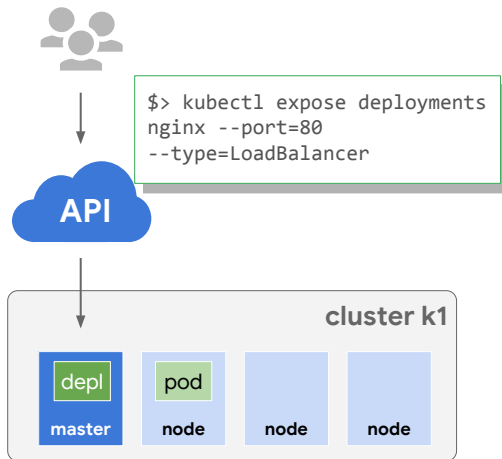 $> kubectl expose deployments
nginx --port=80
--type=LoadBalancer
API
cluster k1
depl
pod
master
node
node
node